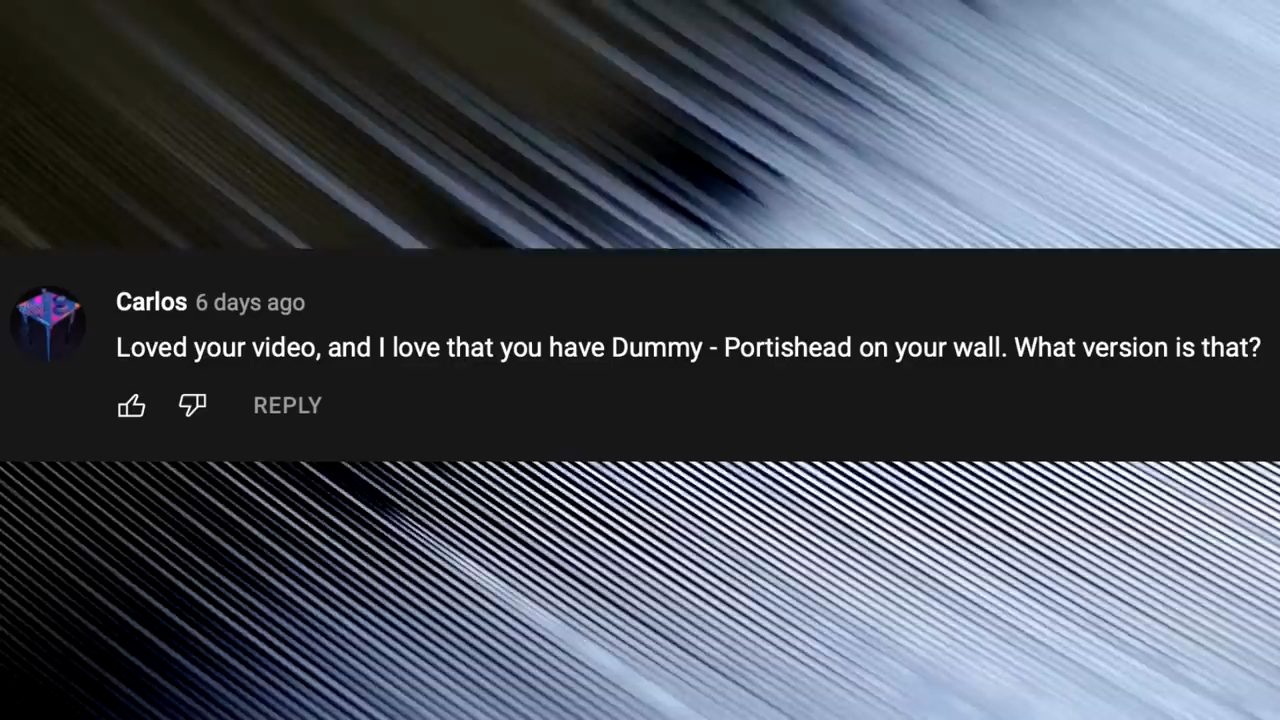 Carlos 6 days ago
Loved your video, and I love that you have Dummy - Portishead on your wall. What version is that?
REPLY